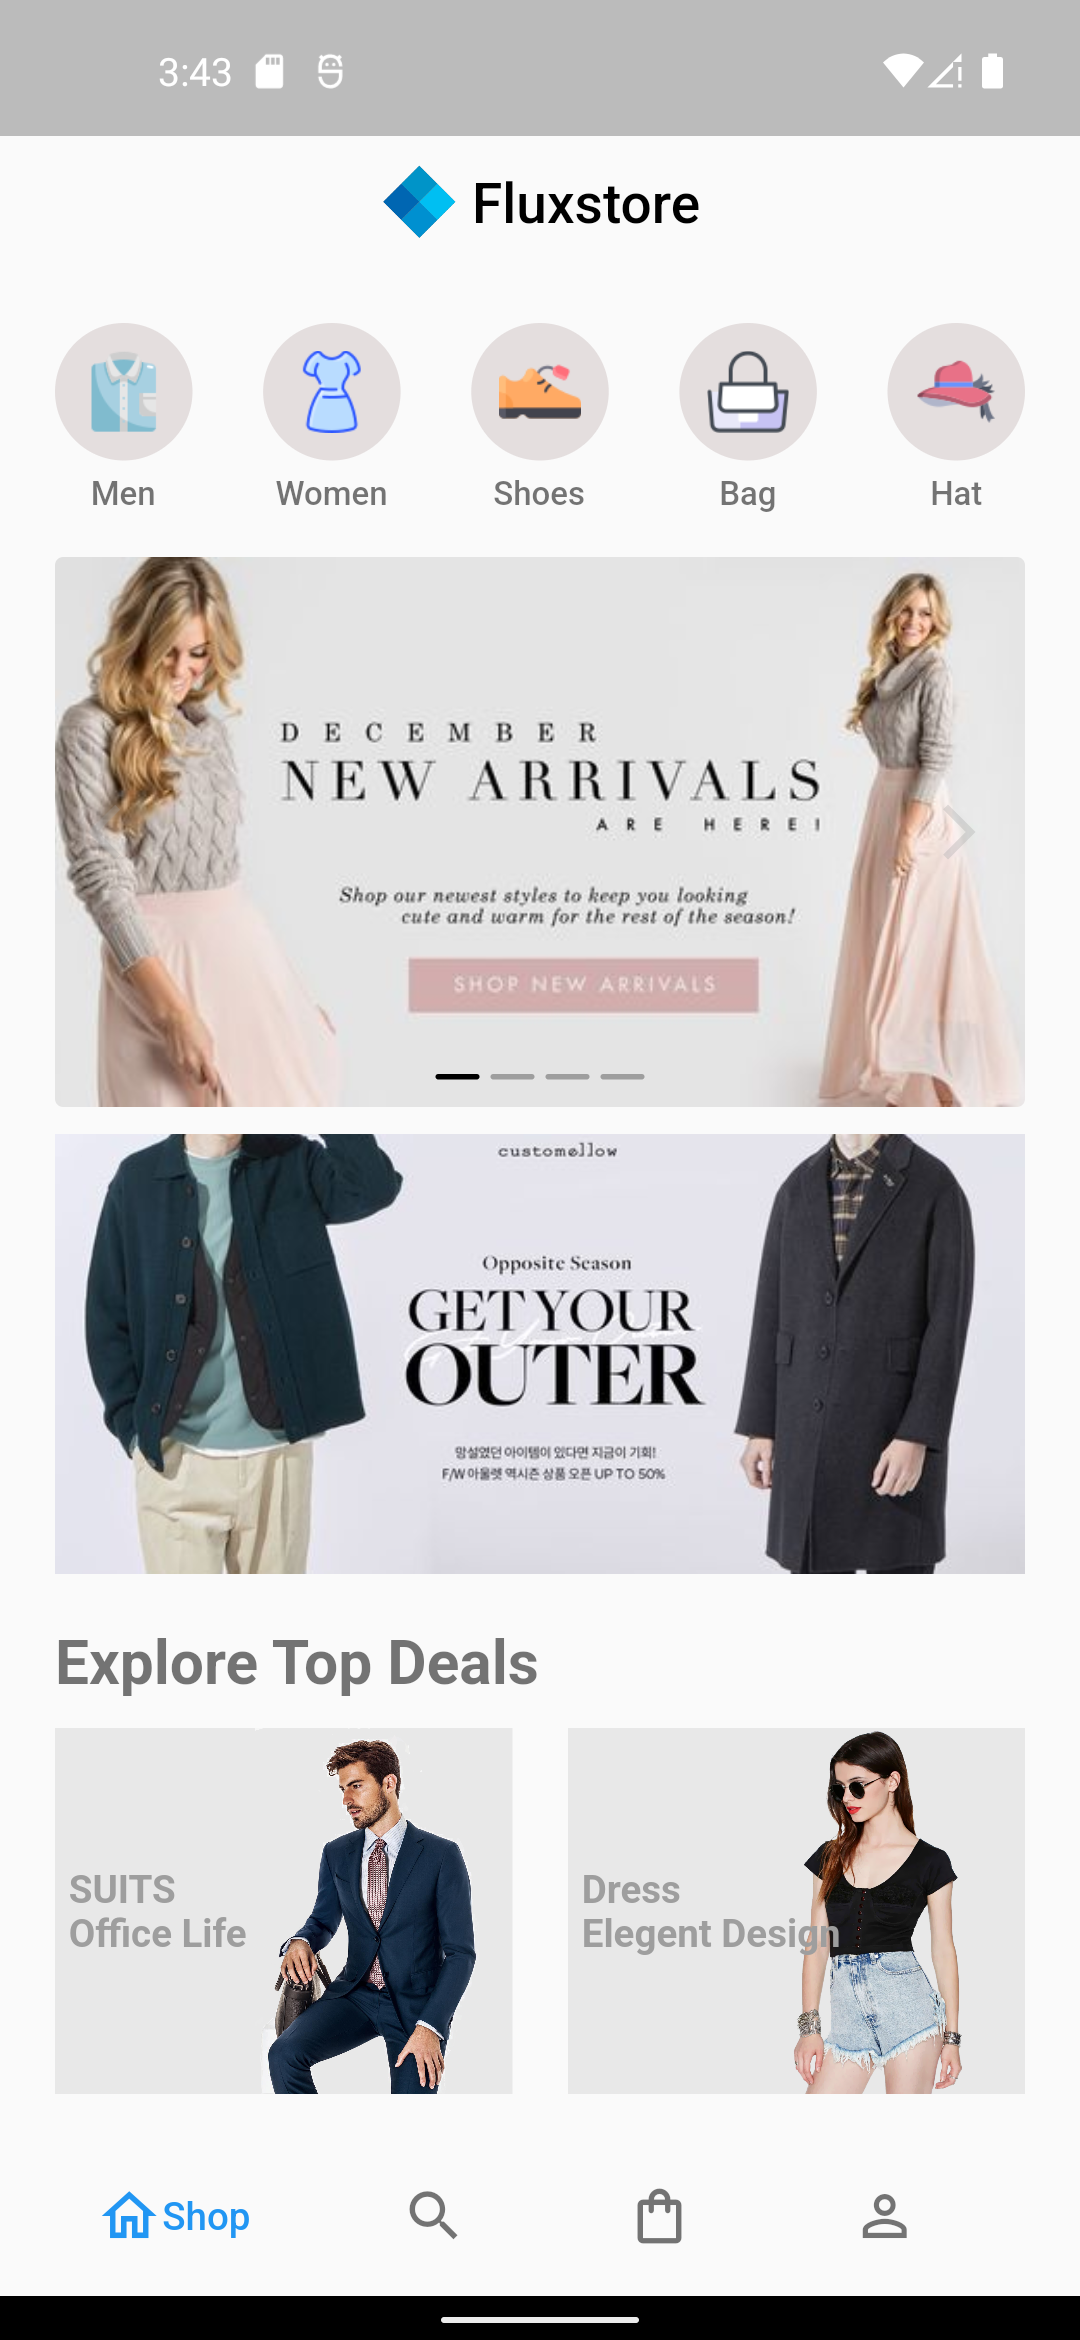 3:43
Fluxstore
Men
Women
Shoes
Bag
Hat
DECEMBER
NEW ARRIVALS
ARE HERE!
Shop our newest styles to keep you looking
cute and warm for the rest of the season!
SHOP NEW ARRIVALS
customellow
Opposite Season
GET YOUR
OUTER
망설였던 아이템이 있다면 지금이 기회!
F/W 아울렛 역시즌 상품 오픈 UP TO 50%
Explore Top Deals
SUITS
Office Life
Dress
Elegent Design
Shop